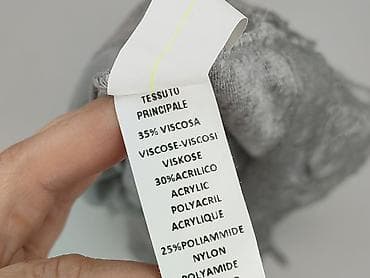 TESSUTO
PRINCIPALE
35% VISCOSA
VISCOSE-VISCOSI
VISKOSE
30%ACRILICO
ACRYLIC
POLYACRIL
ACRYLIQUE
25%POLIAMMIDE
NYLON
POLYAMIDE